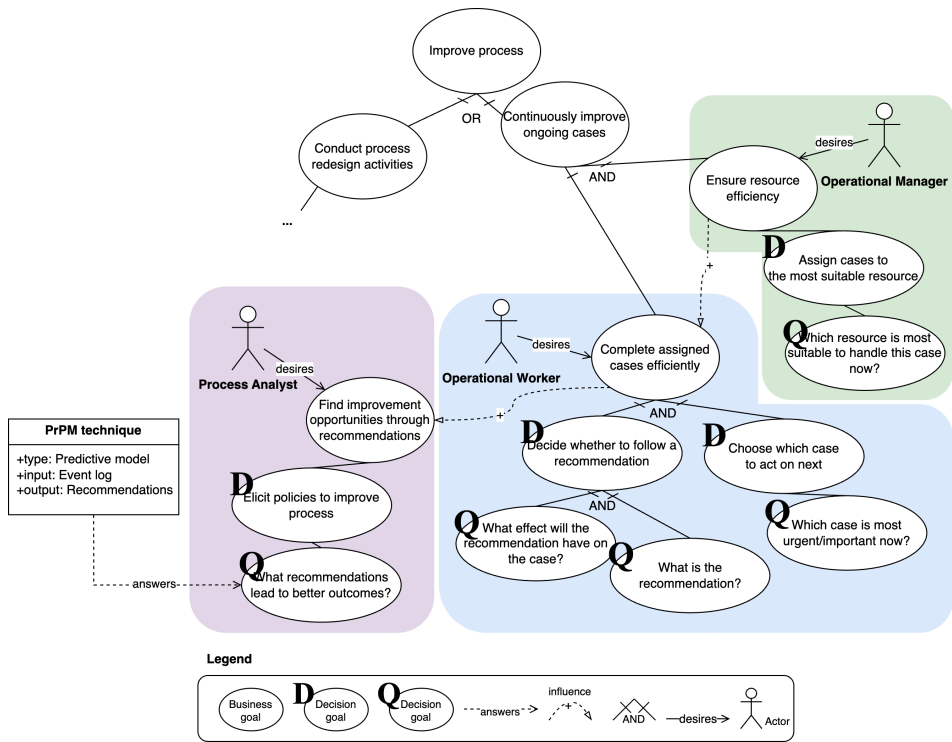 Improve process
OR
Continuously improve
ongoing cases
Conduct process
redesign activities
...
AND
desires
Operational Manager
Ensure resource
efficiency
D
Assign cases to
the most suitable resource
+
Q
Which resource is most
suitable to handle this case
now?
desires
Process Analyst
Find improvement
opportunities through
recommendations
desires
Operational Worker
Complete assigned
cases efficiently
+
AND
D
Decide whether to follow a
recommendation
D
Choose which case
to act on next
AND
Q
What effect will the
recommendation have on
the case?
Q
What is the
recommendation?
Q
Which case is most
urgent/important now?
PrPM technique
+type: Predictive model
+input: Event log
+output: Recommendations
D
Elicit policies to improve
process
answers
Q
What recommendations
lead to better outcomes?
Legend
Business
goal
D
Decision
goal
Q
Decision
goal
answers
influence
+
AND
desires
Actor